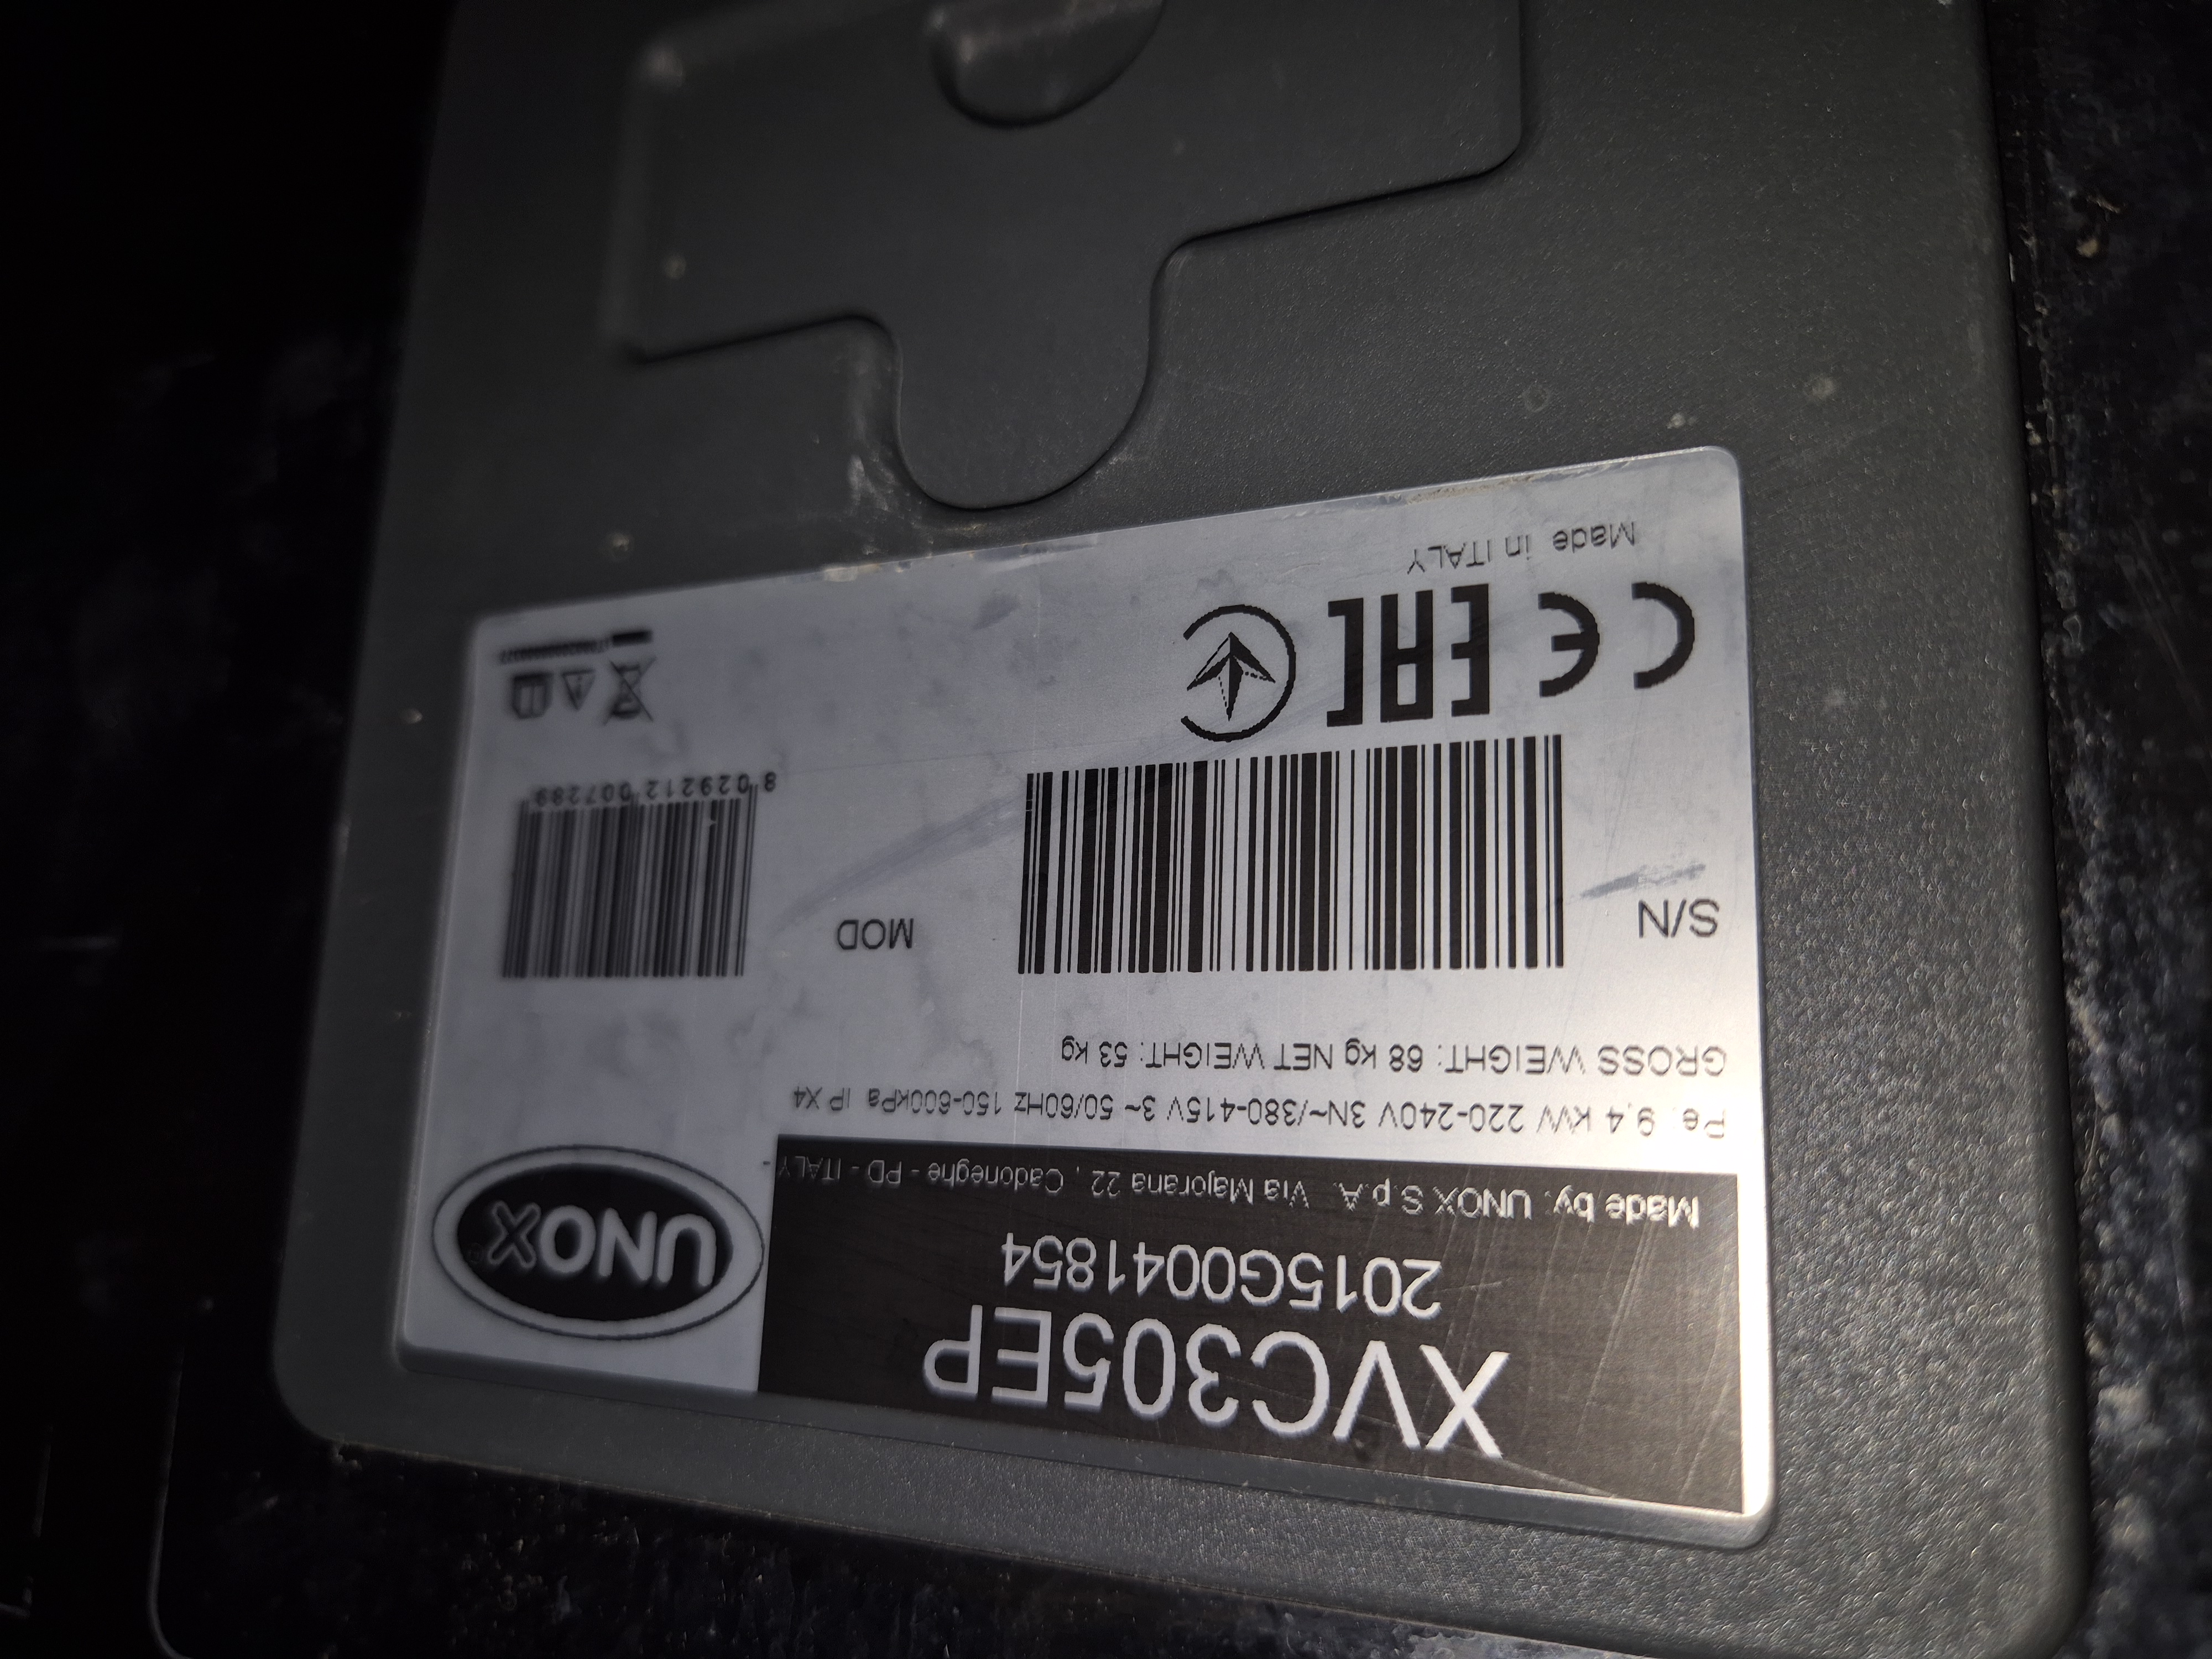 XVC305EP
2015G0041854
Made by: UNOX S.p.A. Via Majorana 22 , Cadoneghe - PD - ITALY -
UNOX
Pe. 9,4 kW 220-240V 3N~/380-415V 3~ 50/60Hz 150-600kPa IP X4
GROSS WEIGHT: 68 kg NET WEIGHT: 53 kg
S/N
MOD
8 029212 007289
CE EAC
Made in ITALY